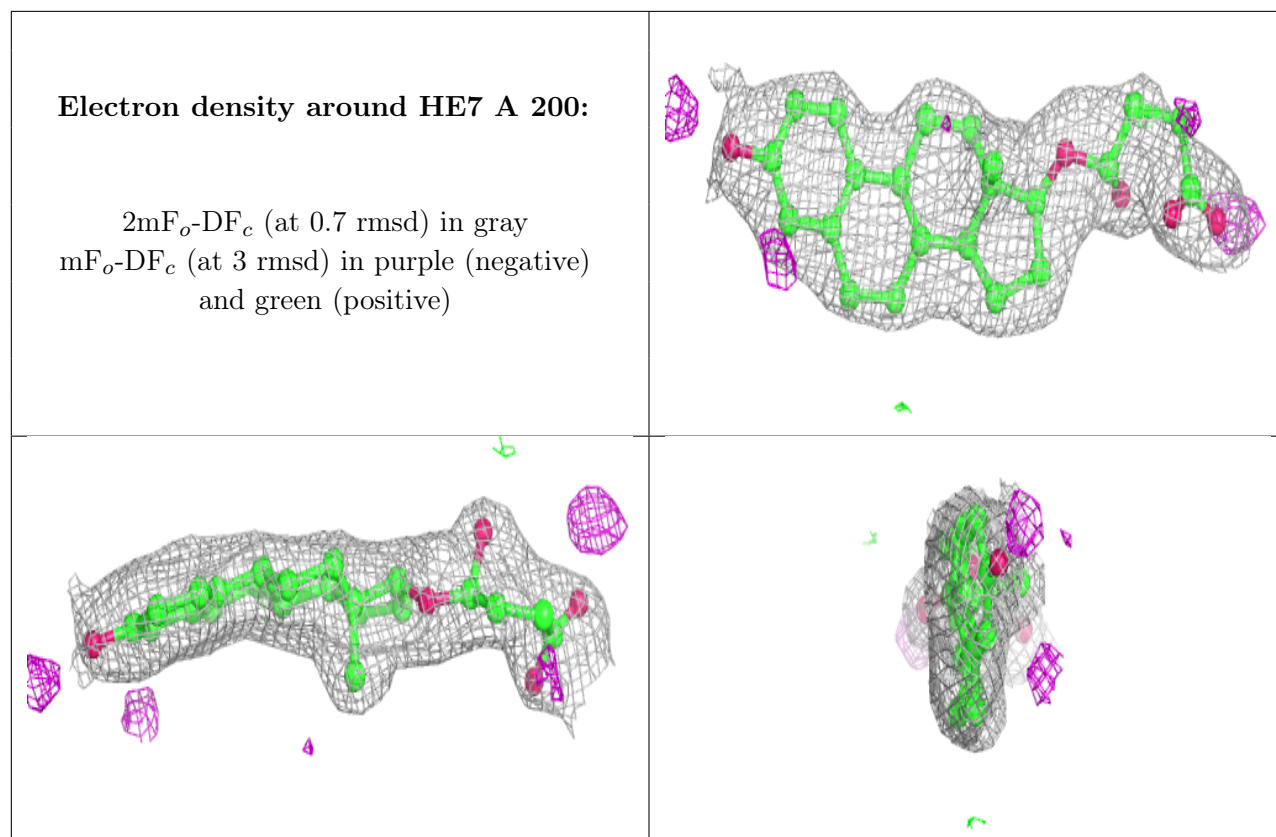 Electron density around HE7 A 200:
2mFo-DFc (at 0.7 rmsd) in gray
mFo-DFc (at 3 rmsd) in purple (negative)
and green (positive)